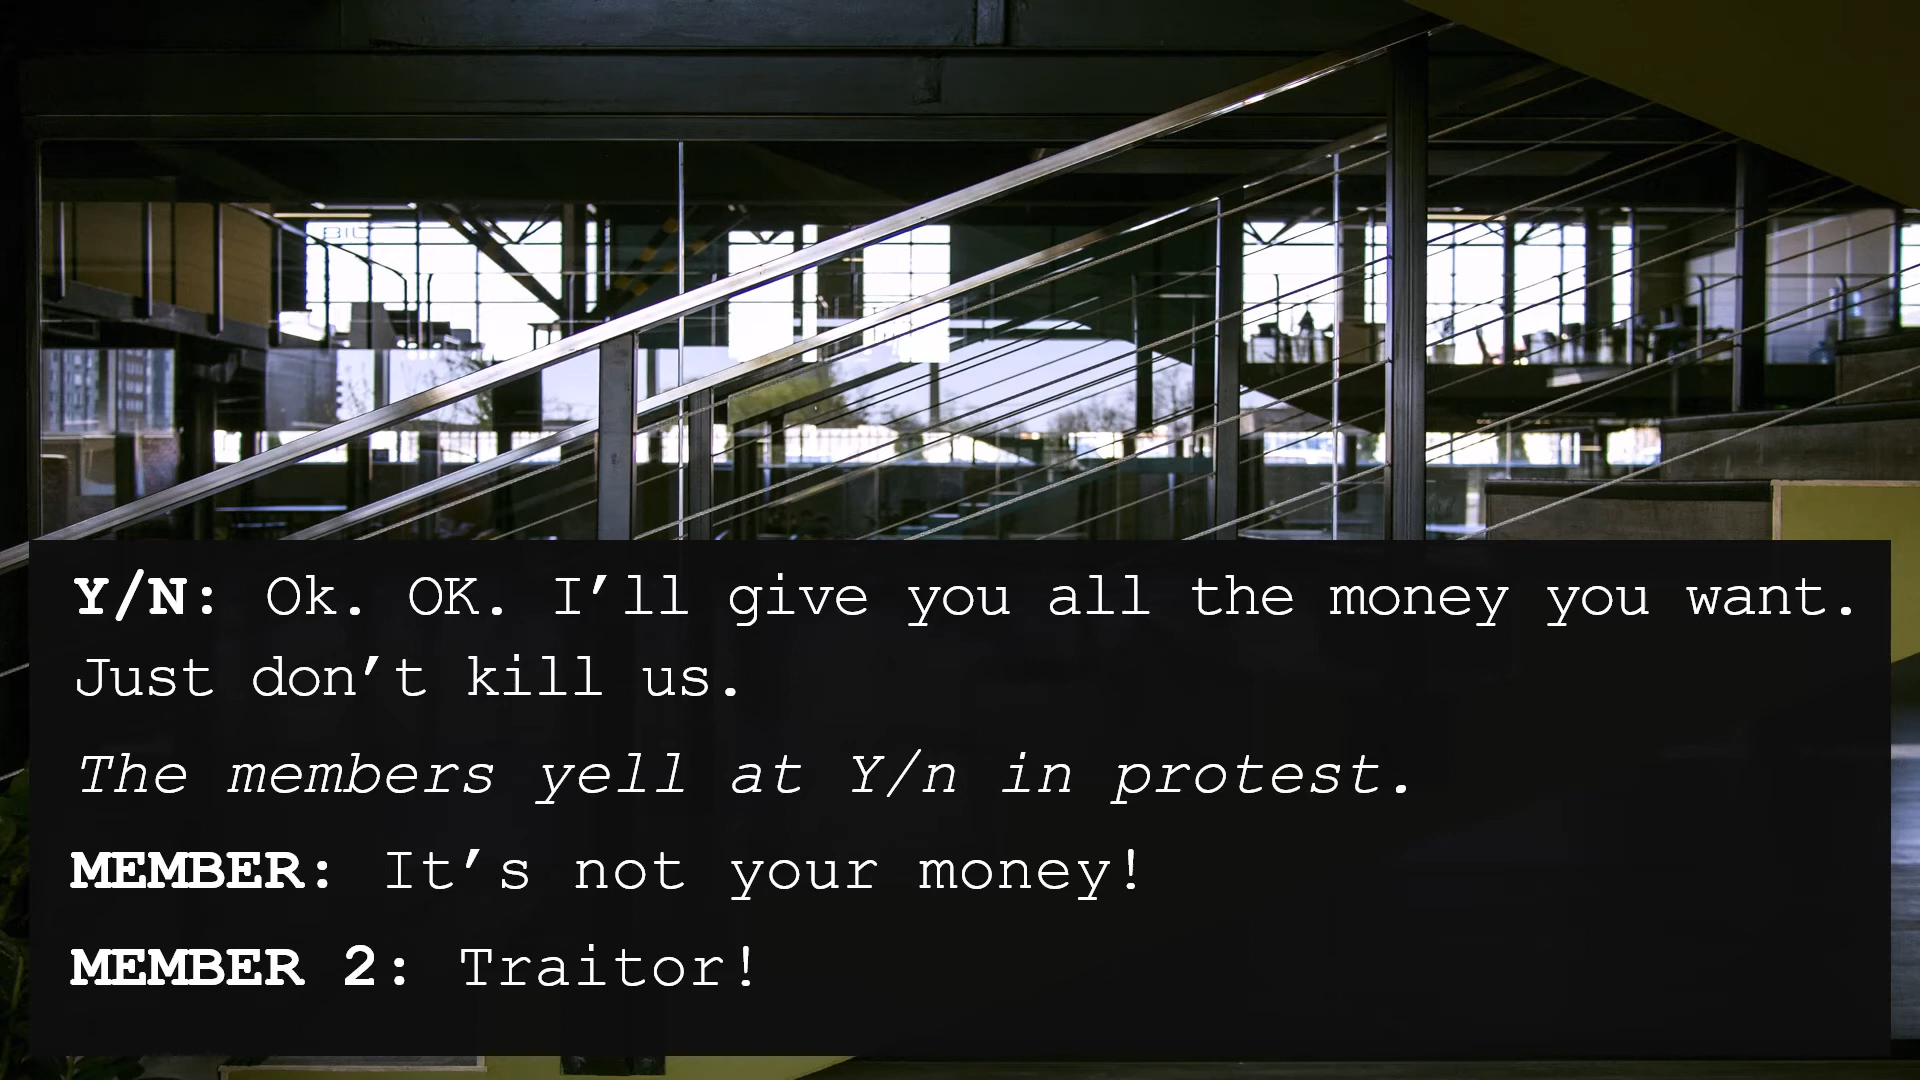 Y/N: Ok. OK. I’ll give you all the money you want.
Just don’t kill us.
The members yell at Y/n in protest.
MEMBER: It’s not your money!
MEMBER 2: Traitor!